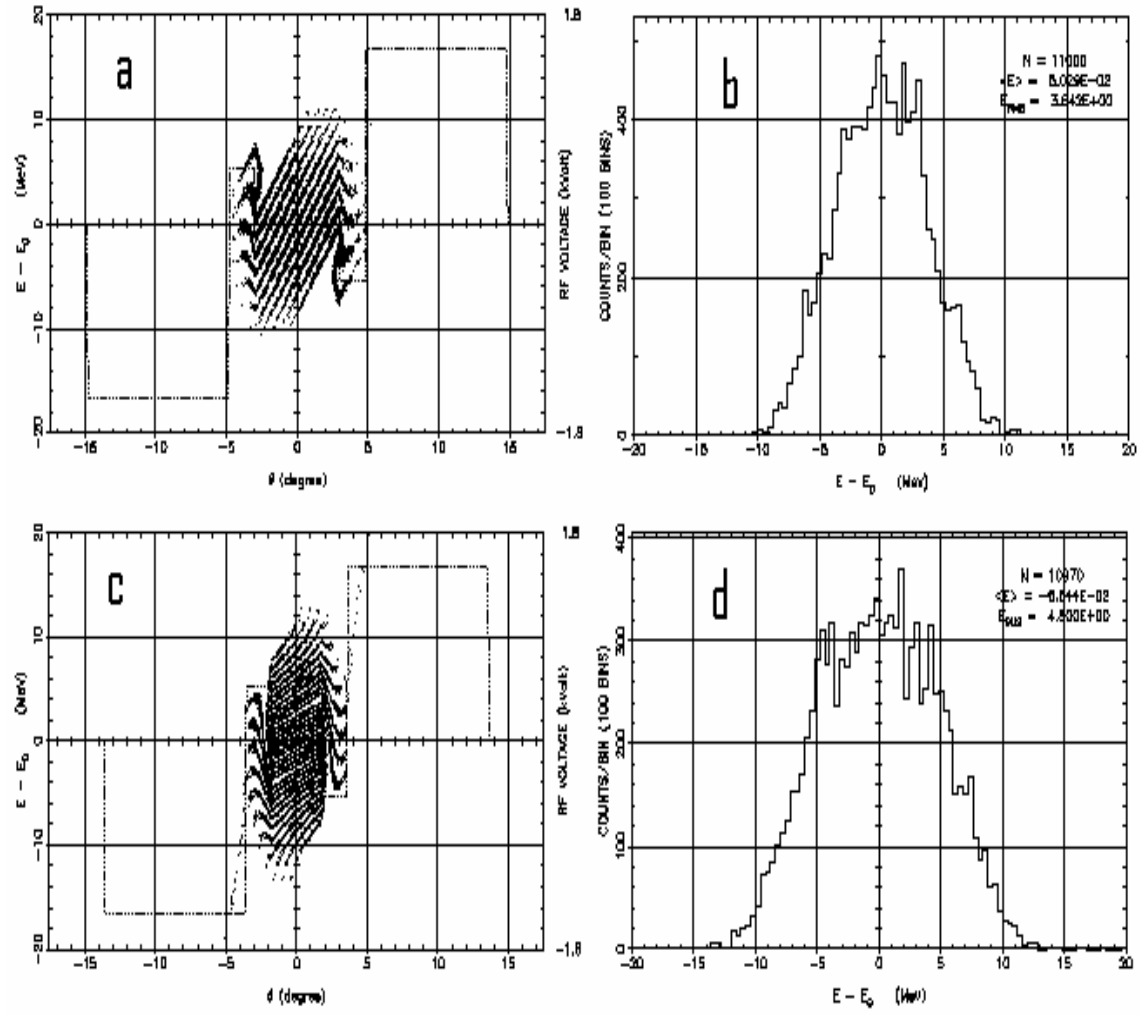 a
20
10
0
-10
-20
E - E0 (MeV)
-15 -10 -5 0 5 10 15
θ (degree)
1.8
RF VOLTAGE (kVolt)
-1.8
b
N = 11000
E
400
200
0
COUNTS/BIN (100 BINS)
-20 -15 -10 -5 0 5 10 15 20
E - E0 (MeV)
c
20
10
0
-10
-20
E - E0 (MeV)
-15 -10 -5 0 5 10 15
(degree)
1.8
RF VOLTAGE (kVolt)
-1.8
d
<E>
400
300
200
100
0
COUNTS/BIN (100 BINS)
-15 -10 -5 0 5 10 15 20
E - E0 (MeV)